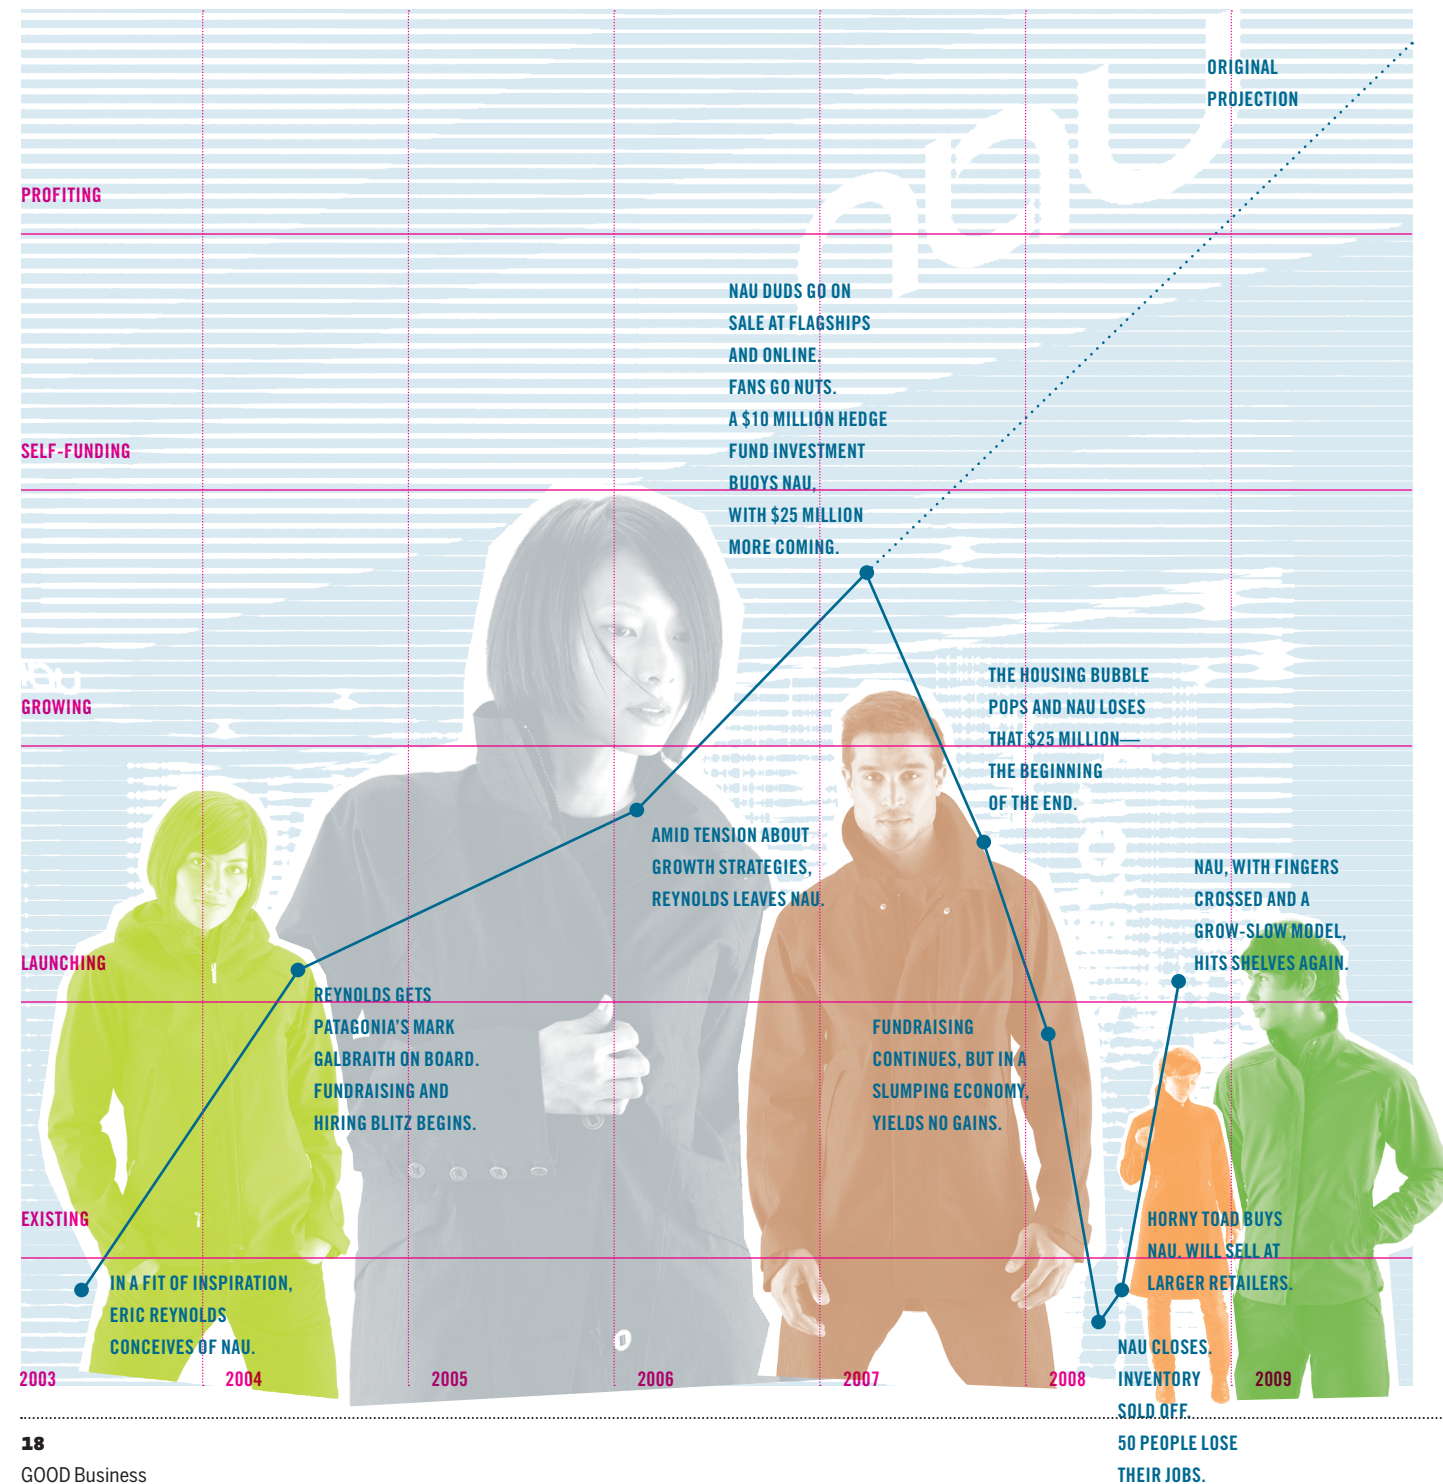 nau
ORIGINAL
PROJECTION
PROFITING
NAU DUDS GO ON
SALE AT FLAGSHIPS
AND ONLINE.
FANS GO NUTS.
A $10 MILLION HEDGE
FUND INVESTMENT
BUOYS NAU,
WITH $25 MILLION
MORE COMING.
SELF-FUNDING
GROWING
THE HOUSING BUBBLE
POPS AND NAU LOSES
THAT $25 MILLION—
THE BEGINNING
OF THE END.
AMID TENSION ABOUT
GROWTH STRATEGIES,
REYNOLDS LEAVES NAU.
NAU, WITH FINGERS
CROSSED AND A
GROW-SLOW MODEL,
HITS SHELVES AGAIN.
LAUNCHING
REYNOLDS GETS
PATAGONIA'S MARK
GALBRAITH ON BOARD.
FUNDRAISING AND
HIRING BLITZ BEGINS.
FUNDRAISING
CONTINUES, BUT IN A
SLUMPING ECONOMY,
YIELDS NO GAINS.
EXISTING
HORNY TOAD BUYS
NAU. WILL SELL AT
LARGER RETAILERS.
IN A FIT OF INSPIRATION,
ERIC REYNOLDS
CONCEIVES OF NAU.
NAU CLOSES.
INVENTORY
SOLD OFF.
50 PEOPLE LOSE
THEIR JOBS.
2003 2004 2005 2006 2007 2008 2009
18
GOOD Business